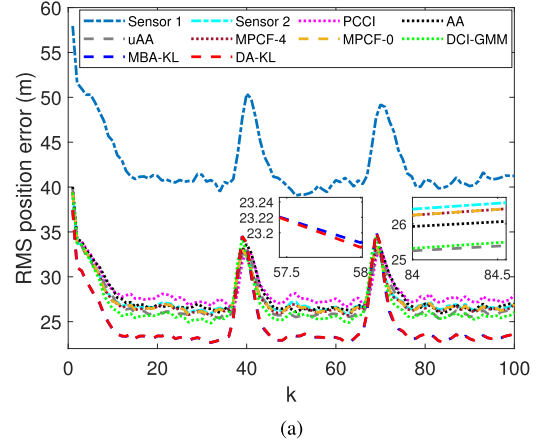 Sensor 1 Sensor 2 PCCI AA
uAA MPCF-4 MPCF-0 DCI-GMM
MBA-KL DA-KL
RMS position error (m)
60
55
50
45
40
35
30
25
23.24
23.22
23.2
57.5 58
26
25
84 84.5
0 20 40 60 80 100
k
(a)